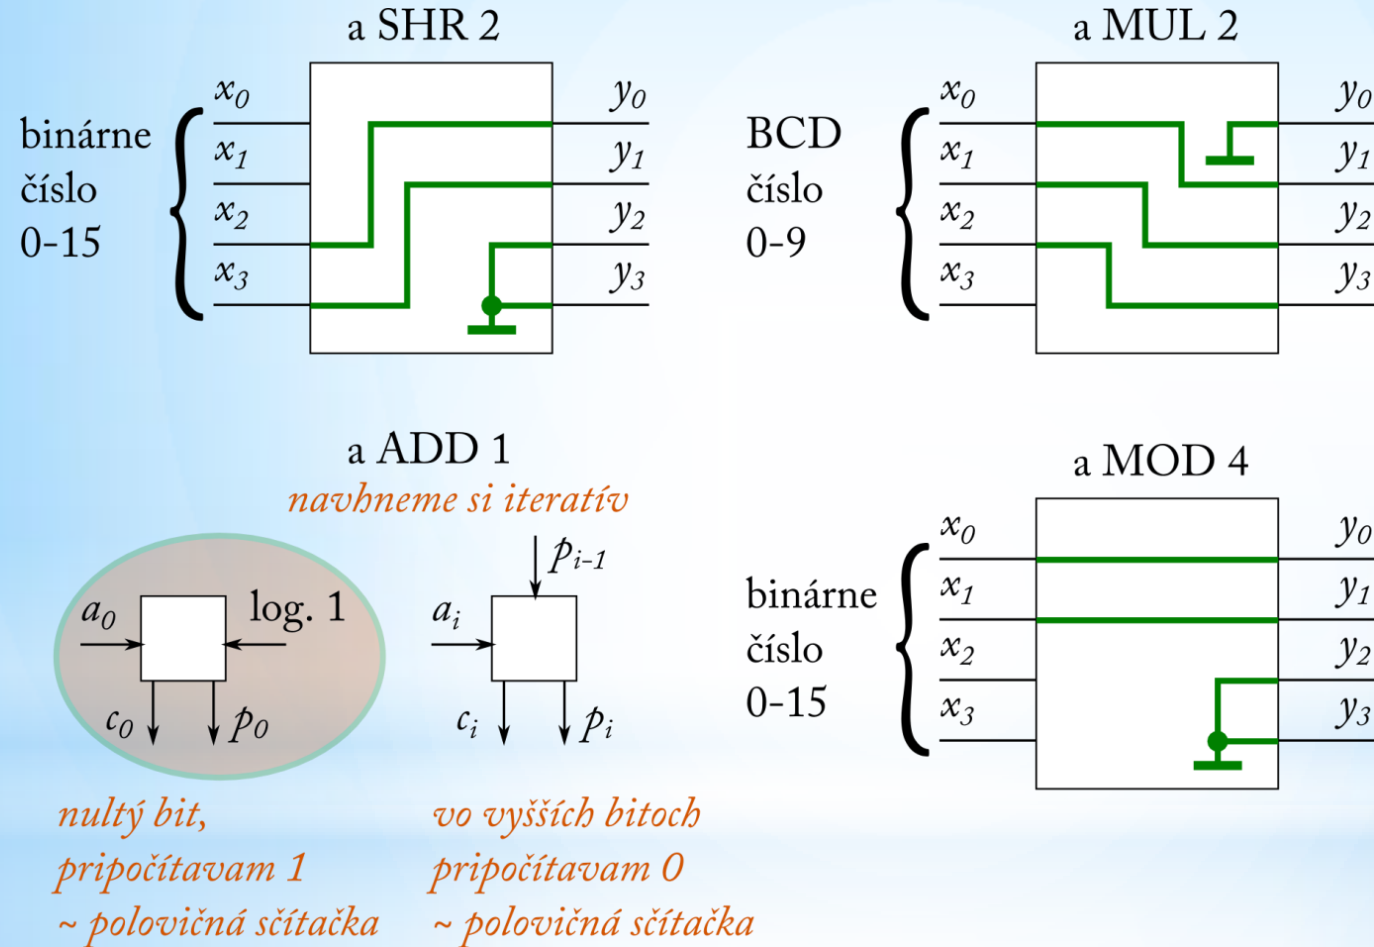 a SHR 2
binárne
číslo
0-15
x0
x1
x2
x3
y0
y1
y2
y3
a MUL 2
BCD
číslo
0-9
x0
x1
x2
x3
y0
y1
y2
y3
a ADD 1
navhneme si iteratív
a0
log. 1
c0
p0
pi-1
ai
ci
pi
nultý bit,
pripočítavam 1
~ polovičná sčítačka
vo vyšších bitoch
pripočítavam 0
~ polovičná sčítačka
a MOD 4
binárne
číslo
0-15
x0
x1
x2
x3
y0
y1
y2
y3